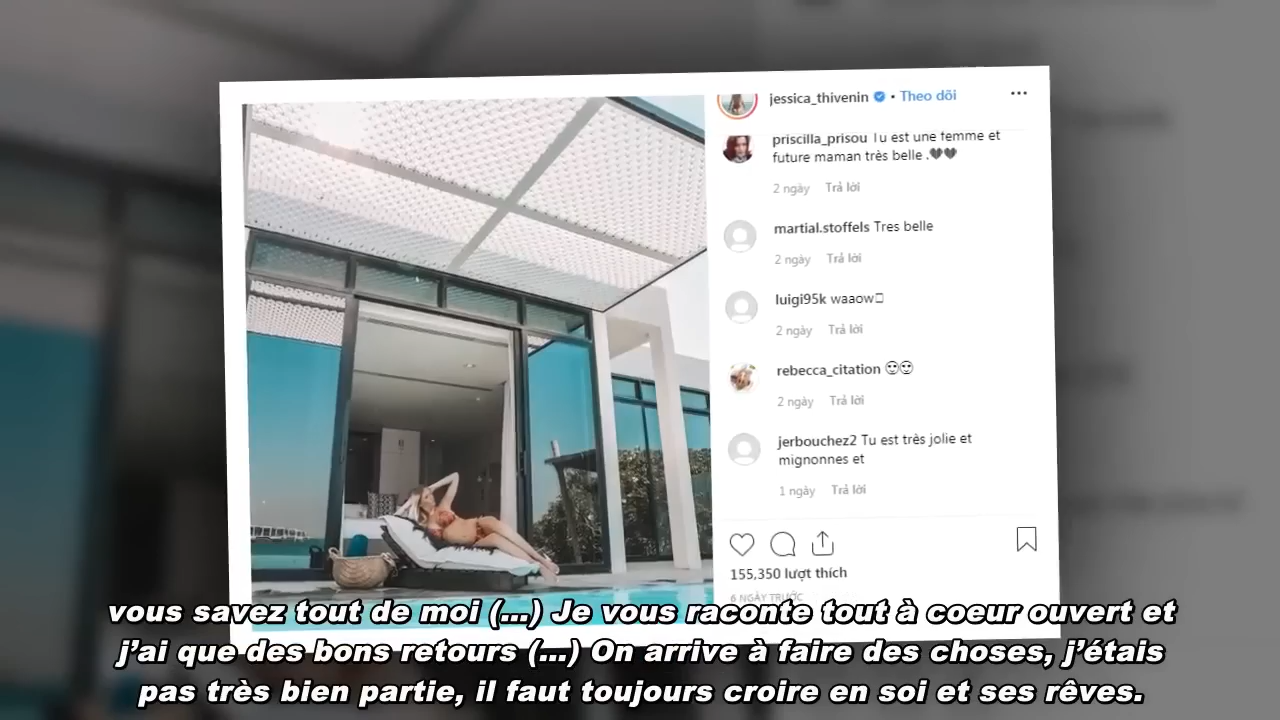 jessica_thivenin • Theo dõi
priscilla_prisou Tu est une femme et
future maman très belle .🖤🖤
2 ngày Trả lời
martial.stoffels Tres belle
2 ngày Trả lời
luigi95k waaow
2 ngày Trả lời
rebecca_citation 😍😍
2 ngày Trả lời
jerbouchez2 Tu est très jolie et
mignonnes et
1 ngày Trả lời
155,350 lượt thích
6 NGÀY TRƯỚC
vous savez tout de moi (...) Je vous raconte tout à coeur ouvert et
j’ai que des bons retours (...) On arrive à faire des choses, j’étais
pas très bien partie, il faut toujours croire en soi et ses rêves.